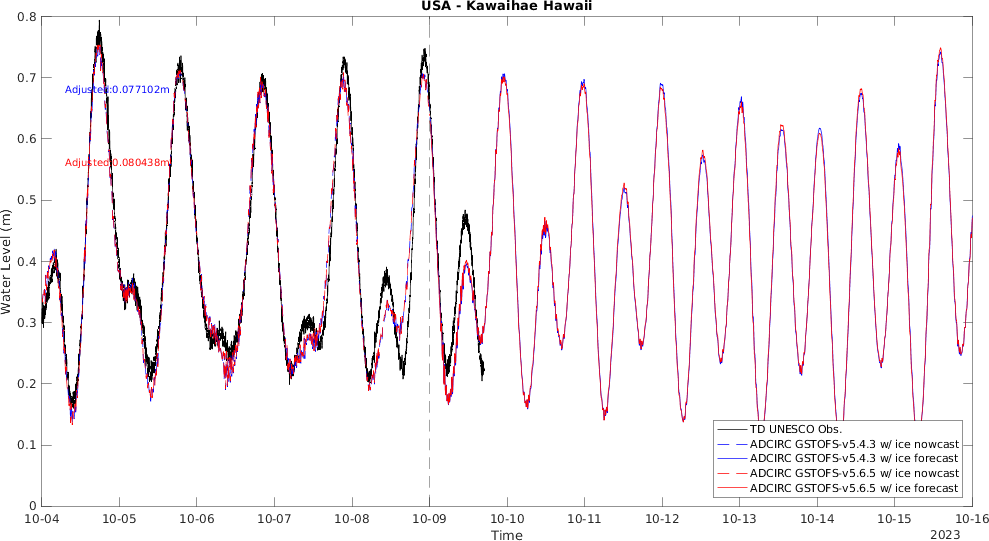 USA - Kawaihae Hawaii
0.8
0.7
0.6
0.5
0.4
0.3
0.2
0.1
0
Water Level (m)
Adjusted:0.077102m
Adjusted:0.080438m
TD UNESCO Obs.
ADCIRC GSTOFS-v5.4.3 w/ ice nowcast
ADCIRC GSTOFS-v5.4.3 w/ ice forecast
ADCIRC GSTOFS-v5.6.5 w/ ice nowcast
ADCIRC GSTOFS-v5.6.5 w/ ice forecast
10-04 10-05 10-06 10-07 10-08 10-09 10-10 10-11 10-12 10-13 10-14 10-15 10-16
Time
2023